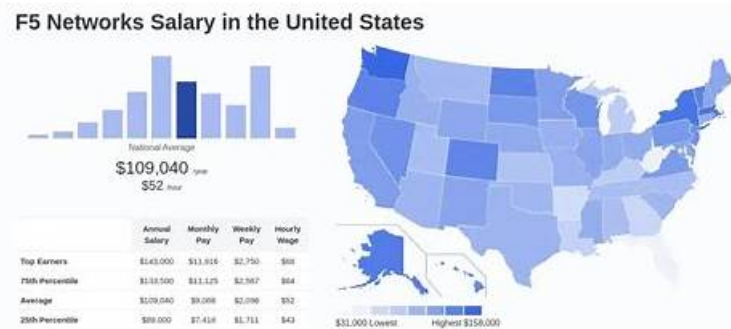 F5 Networks Salary in the United States
National Average
$109,040 /year
$52 /hour
Annual Salary Monthly Pay Weekly Pay Hourly Wage
Top Earners $143,000 $11,916 $2,750 $69
75th Percentile $133,500 $11,125 $2,567 $64
Average $109,040 $9,086 $2,096 $52
25th Percentile $89,000 $7,416 $1,711 $43
$31,000 Lowest Highest $158,000